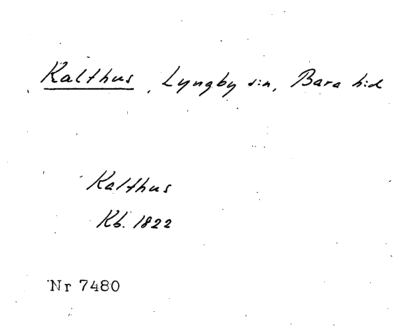 Kalthus, Lyngby sn, Bara hd
Kalthus
Kb. 1822
Nr 7480